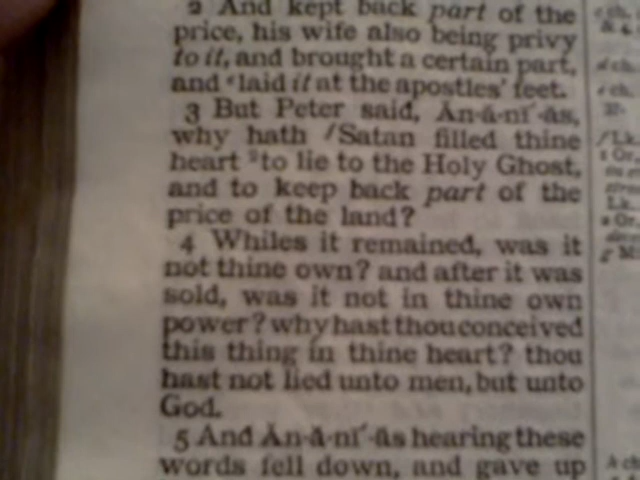 2 And kept back part of the
price, his wife also being privy
to it, and brought a certain part,
and laid it at the apostles' feet.
3 But Peter said, Ăn-ă-nī´-ăs,
why hath fSatan filled thine
heart 5to lie to the Holy Ghost,
and to keep back part of the
price of the land?
4 Whiles it remained, was it
not thine own? and after it was
sold, was it not in thine own
power? why hast thou conceived
this thing in thine heart? thou
hast not lied unto men, but unto
God.
5 And Ăn-ă-nī´-ăs hearing these
words fell down, and gave up